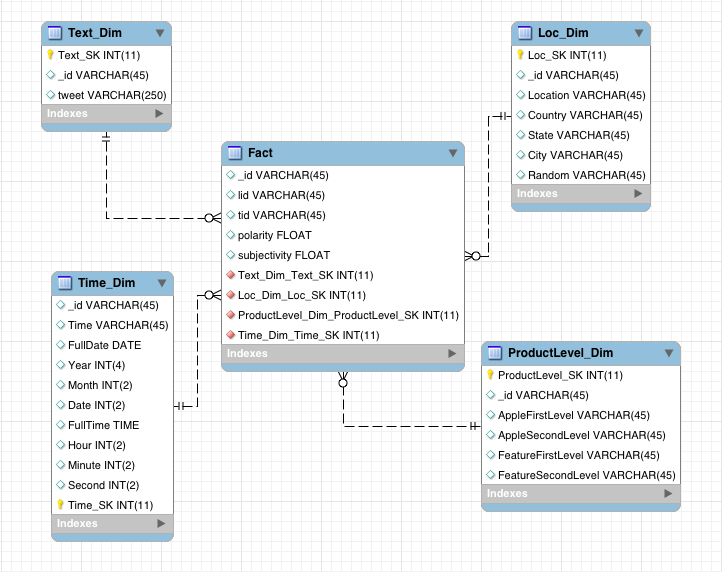 Text_Dim
Text_SK INT(11)
_id VARCHAR(45)
tweet VARCHAR(250)
Indexes
Loc_Dim
Loc_SK INT(11)
_id VARCHAR(45)
Location VARCHAR(45)
Country VARCHAR(45)
State VARCHAR(45)
City VARCHAR(45)
Random VARCHAR(45)
Indexes
Fact
_id VARCHAR(45)
lid VARCHAR(45)
tid VARCHAR(45)
polarity FLOAT
subjectivity FLOAT
Text_Dim_Text_SK INT(11)
Loc_Dim_Loc_SK INT(11)
ProductLevel_Dim_ProductLevel_SK INT(11)
Time_Dim_Time_SK INT(11)
Indexes
Time_Dim
_id VARCHAR(45)
Time VARCHAR(45)
FullDate DATE
Year INT(4)
Month INT(2)
Date INT(2)
FullTime TIME
Hour INT(2)
Minute INT(2)
Second INT(2)
Time_SK INT(11)
Indexes
ProductLevel_Dim
ProductLevel_SK INT(11)
_id VARCHAR(45)
AppleFirstLevel VARCHAR(45)
AppleSecondLevel VARCHAR(45)
FeatureFirstLevel VARCHAR(45)
FeatureSecondLevel VARCHAR(45)
Indexes